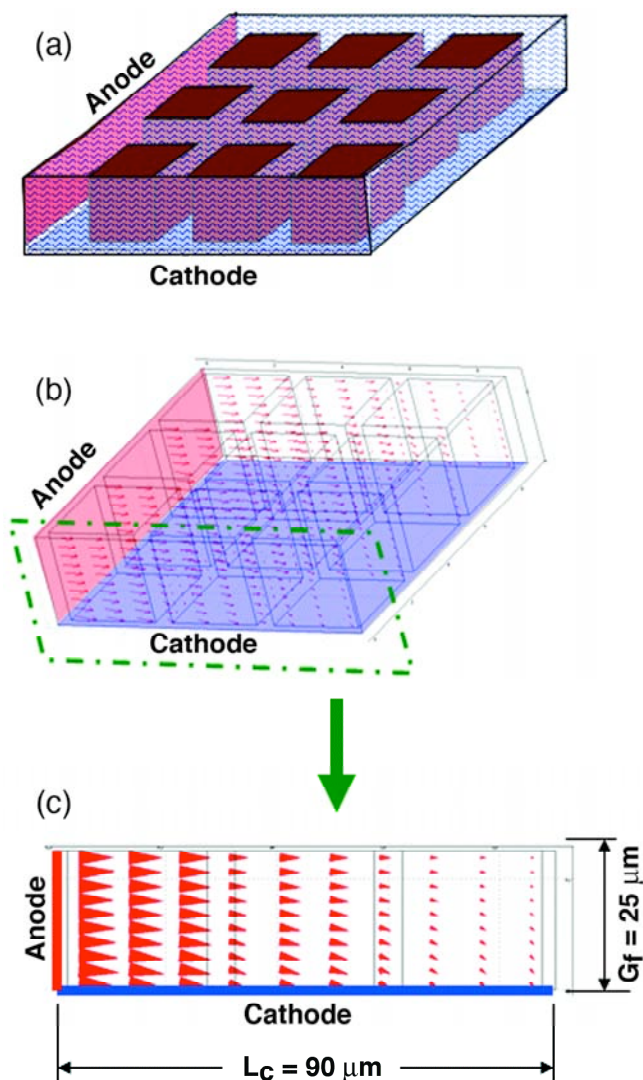 (a)
Anode
Cathode
(b)
Anode
Cathode
(c)
Anode
Cathode
Gf = 25 μm
Lc = 90 μm